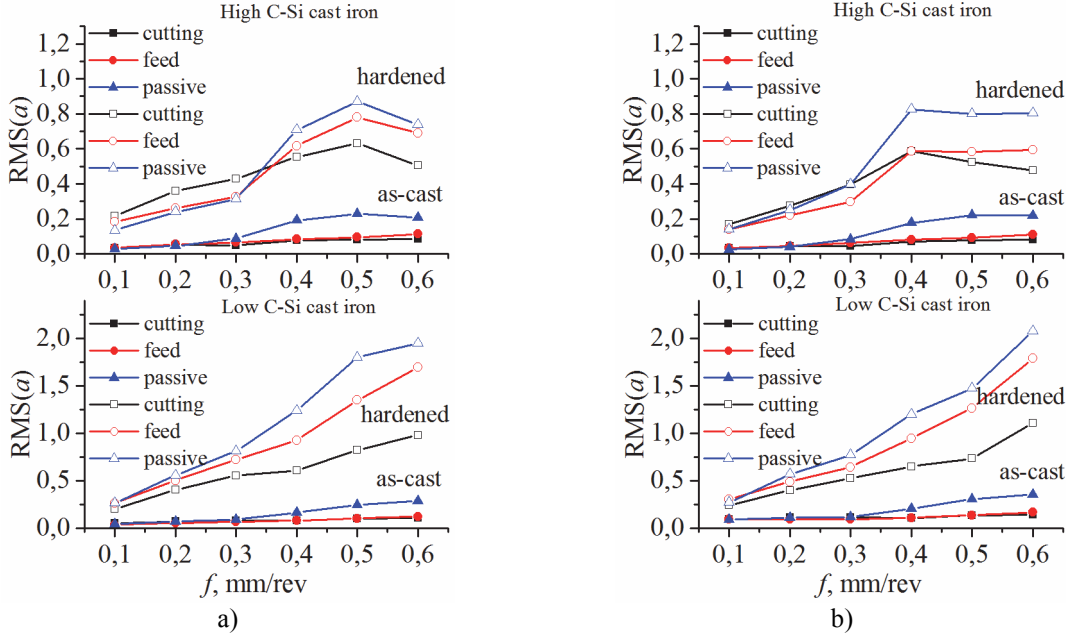 High C-Si cast iron
1,2
1,0
0,8
0,6
0,4
0,2
0,0
RMS(a)
cutting
feed
passive
cutting
feed
passive
hardened
as-cast
0,1 0,2 0,3 0,4 0,5 0,6
Low C-Si cast iron
2,0
1,5
1,0
0,5
0,0
RMS(a)
cutting
feed
passive
cutting
feed
passive
hardened
as-cast
0,1 0,2 0,3 0,4 0,5 0,6
f, mm/rev
a)
High C-Si cast iron
1,2
1,0
0,8
0,6
0,4
0,2
0,0
RMS(a)
cutting
feed
passive
cutting
feed
passive
hardened
as-cast
0,1 0,2 0,3 0,4 0,5 0,6
Low C-Si cast iron
2,0
1,5
1,0
0,5
0,0
RMS(a)
cutting
feed
passive
cutting
feed
passive
hardened
as-cast
0,1 0,2 0,3 0,4 0,5 0,6
f, mm/rev
b)